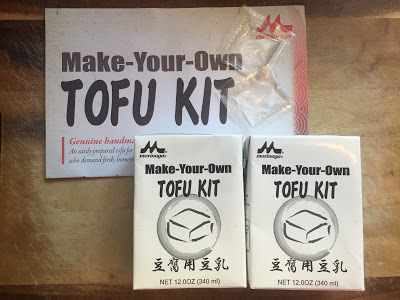 morinaga
Make-Your-Own
TOFU KIT
Genuine handma
An easily prepared tofu for
who demand fresh, homem
morinaga
Make-Your-Own
TOFU KIT
豆腐用豆乳
NET 12.0OZ (340 ml)
morinaga
Make-Your-Own
TOFU KIT
豆腐用豆乳
NET 12.0OZ (340 ml)